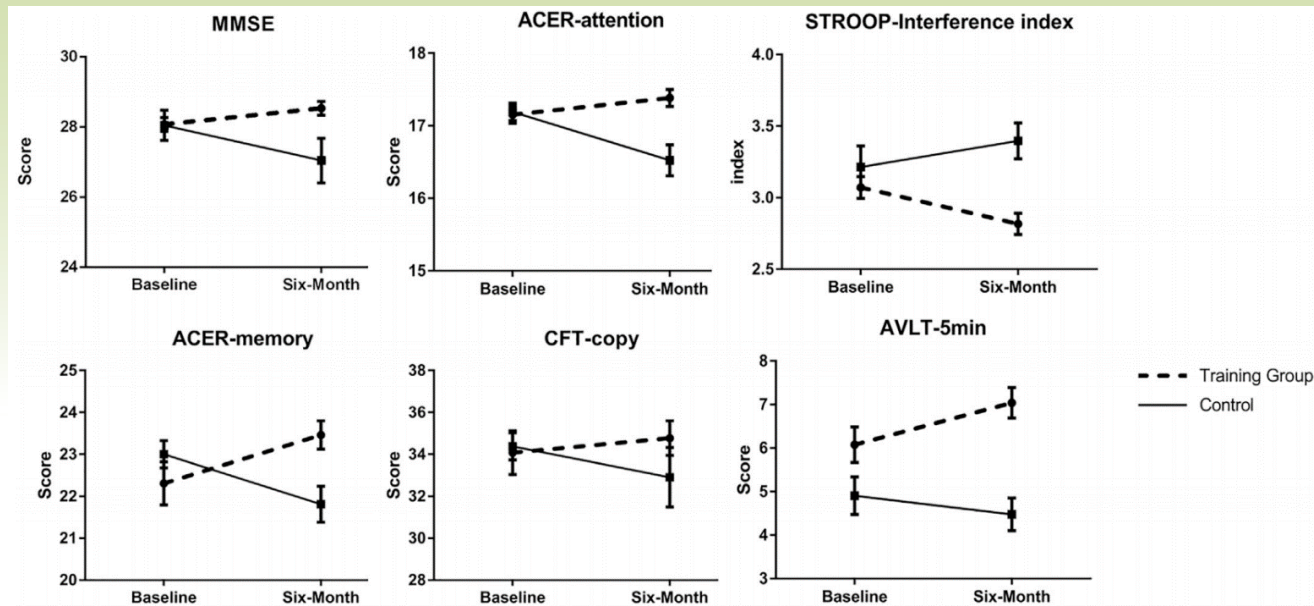 MMSE
30
28
26
24
Score
Baseline
Six-Month
ACER-attention
18
17
16
15
Score
Baseline
Six-Month
STROOP-Interference index
4.0
3.5
3.0
2.5
index
Baseline
Six-Month
ACER-memory
25
24
23
22
21
20
Score
Baseline
Six-Month
CFT-copy
38
36
34
32
30
28
Score
Baseline
Six-Month
AVLT-5min
8
7
6
5
4
3
Score
Baseline
Six-Month
Training Group
Control